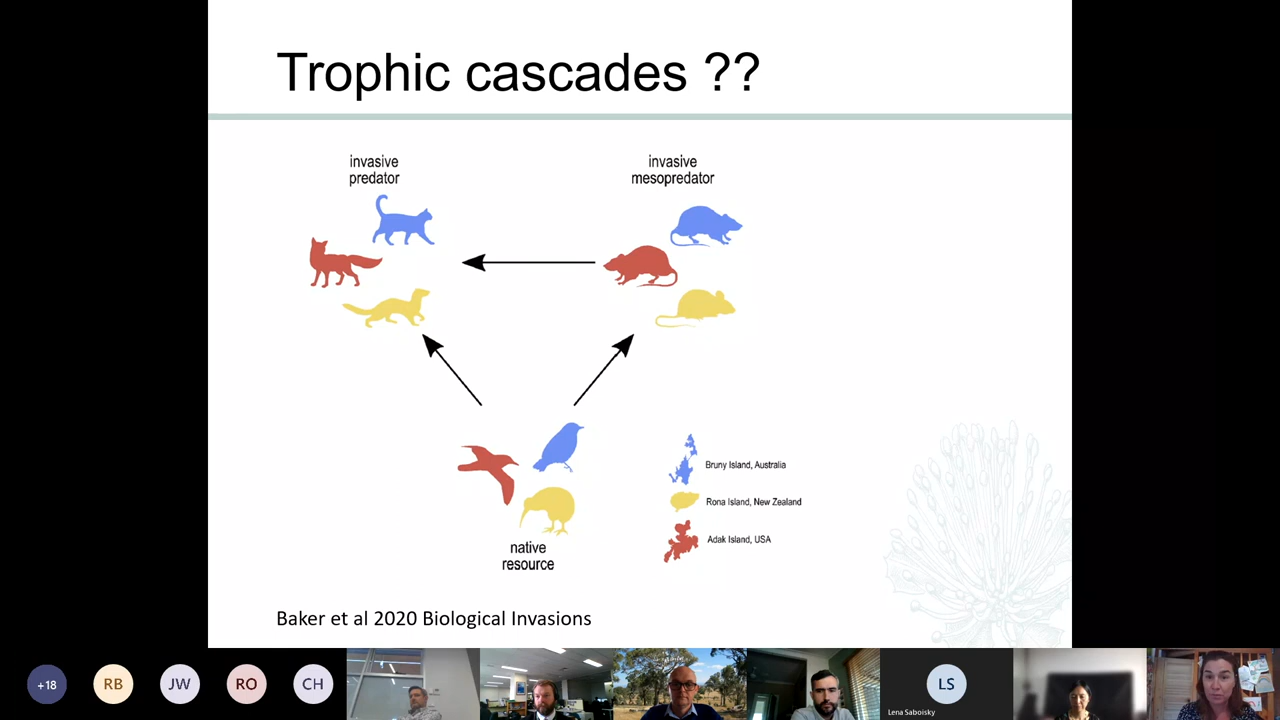 Trophic cascades ??
invasive
predator
invasive
mesopredator
native
resource
Bruny Island, Australia
Rona Island, New Zealand
Adak Island, USA
Baker et al 2020 Biological Invasions
+18
RB
JW
RO
CH
LS
Lena Saboisky